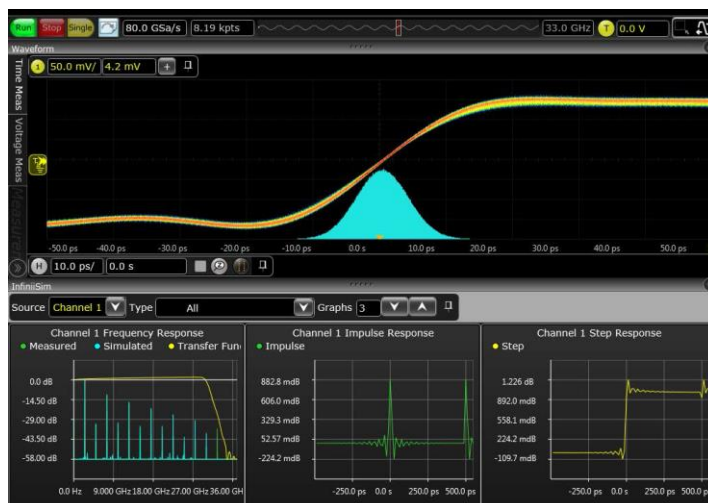 Run Stop Single 80.0 GSa/s 8.19 kpts 33.0 GHz T 0.0 V
Waveform
Time Meas
Voltage Meas
1 50.0 mV/ 4.2 mV +
-50.0 ps -40.0 ps -30.0 ps -20.0 ps -10.0 ps 0.0 s 10.0 ps 20.0 ps 30.0 ps 40.0 ps 50.0 ps
H 10.0 ps/ 0.0 s
InfiniiSim
Source Channel 1 Type All Graphs 3
Channel 1 Frequency Response
Measured Simulated Transfer Fun
0.0 dB
-14.50 dB
-29.00 dB
-43.50 dB
-58.00 dB
0.0 Hz 9.000 GHz 18.00 GHz 27.00 GHz 36.00 GH
Channel 1 Impulse Response
Impulse
882.8 mdB
606.0 mdB
329.3 mdB
52.57 mdB
-224.2 mdB
-250.0 ps 0.0 s 250.0 ps 500.0 ps
Channel 1 Step Response
Step
1.226 dB
892.0 mdB
558.1 mdB
224.2 mdB
-109.7 mdB
-250.0 ps 0.0 s 250.0 ps 500.0 ps